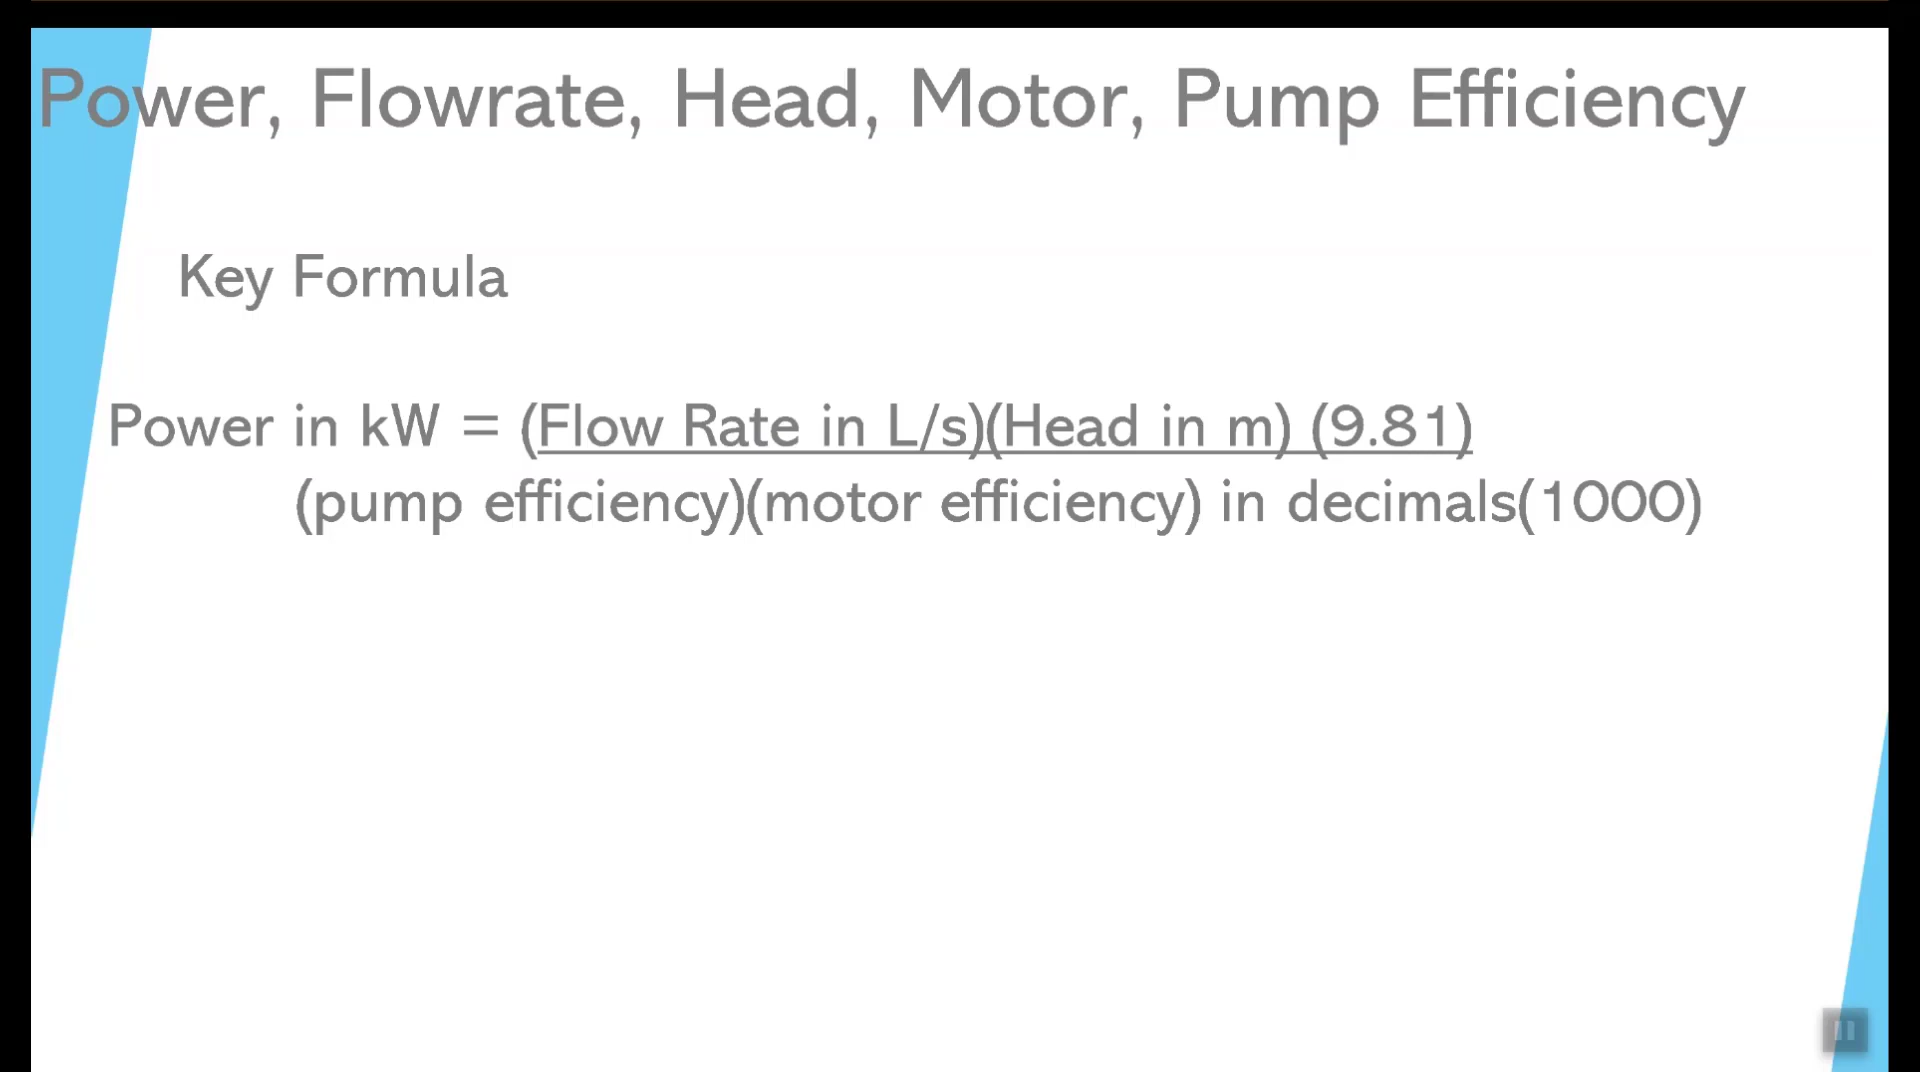 Power, Flowrate, Head, Motor, Pump Efficiency
Key Formula
Power in kW = (Flow Rate in L/s)(Head in m) (9.81)
(pump efficiency)(motor efficiency) in decimals(1000)